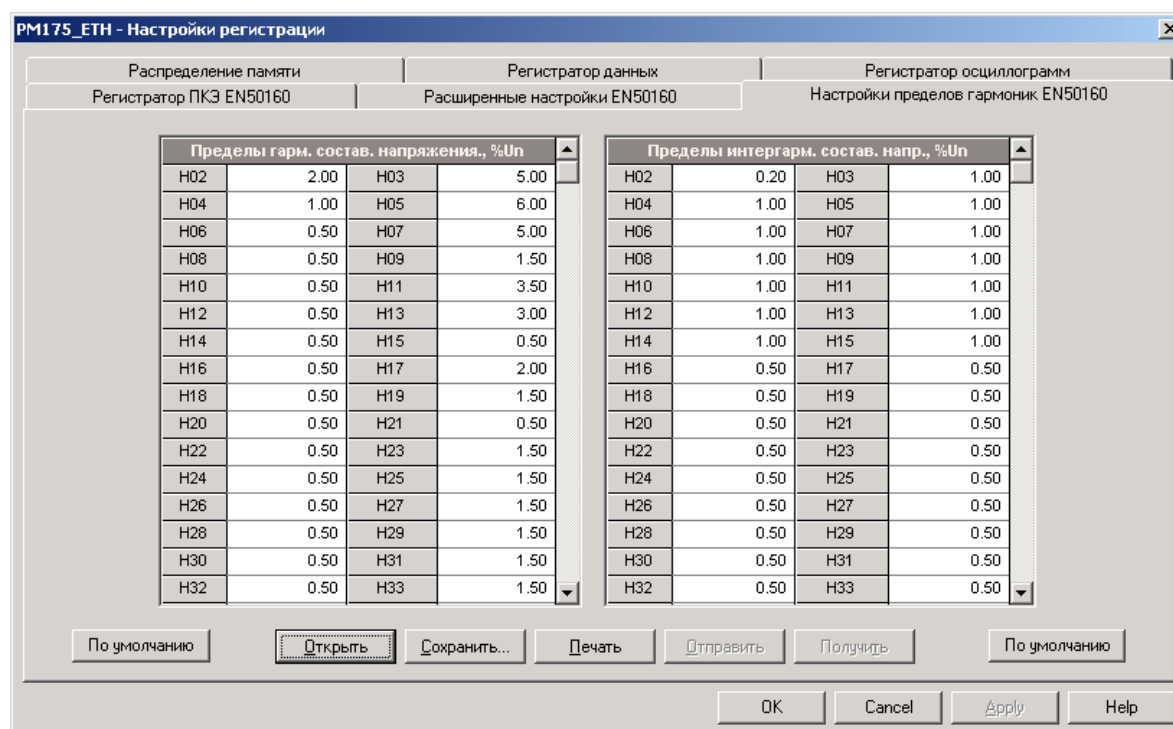 PM175_ETH - Настройки регистрации
Распределение памяти Регистратор данных Регистратор осциллограмм
Регистратор ПКЭ EN50160 Расширенные настройки EN50160 Настройки пределов гармоник EN50160
Пределы гарм. состав. напряжения., %Un Пределы интергарм. состав. напр., %Un
H02 2.00 H03 5.00 H02 0.20 H03 1.00
H04 1.00 H05 6.00 H04 1.00 H05 1.00
H06 0.50 H07 5.00 H06 1.00 H07 1.00
H08 0.50 H09 1.50 H08 1.00 H09 1.00
H10 0.50 H11 3.50 H10 1.00 H11 1.00
H12 0.50 H13 3.00 H12 1.00 H13 1.00
H14 0.50 H15 0.50 H14 1.00 H15 1.00
H16 0.50 H17 2.00 H16 0.50 H17 0.50
H18 0.50 H19 1.50 H18 0.50 H19 0.50
H20 0.50 H21 0.50 H20 0.50 H21 0.50
H22 0.50 H23 1.50 H22 0.50 H23 0.50
H24 0.50 H25 1.50 H24 0.50 H25 0.50
H26 0.50 H27 1.50 H26 0.50 H27 0.50
H28 0.50 H29 1.50 H28 0.50 H29 0.50
H30 0.50 H31 1.50 H30 0.50 H31 0.50
H32 0.50 H33 1.50 H32 0.50 H33 0.50
По умолчанию Открыть Сохранить... Печать Отправить Получить По умолчанию
OK Cancel Apply Help